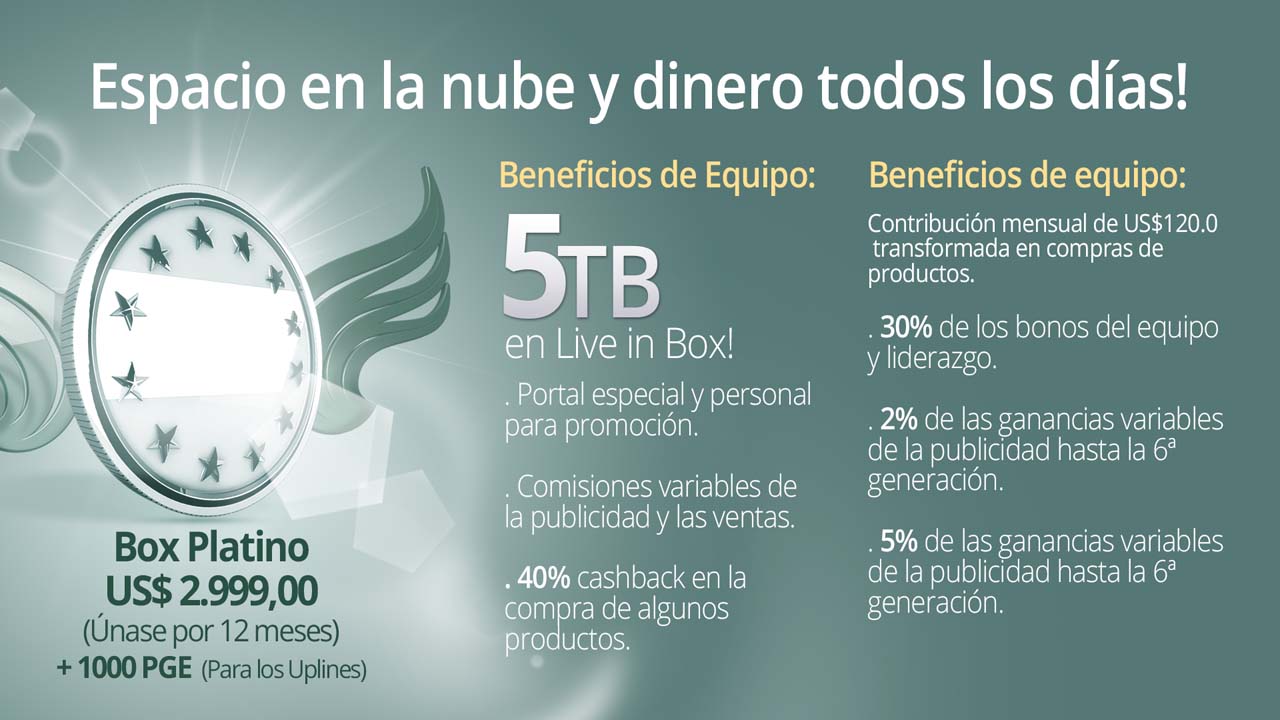 Espacio en la nube y dinero todos los días!
Box Platino
US$ 2.999,00
(Únase por 12 meses)
+ 1000 PGE (Para los Uplines)
Beneficios de Equipo:
5TB
en Live in Box!
. Portal especial y personal
para promoción.
. Comisiones variables de
la publicidad y las ventas.
. 40% cashback en la
compra de algunos
productos.
Beneficios de equipo:
Contribución mensual de US$120.0
transformada en compras de
productos.
. 30% de los bonos del equipo
y liderazgo.
. 2% de las ganancias variables
de la publicidad hasta la 6ª
generación.
. 5% de las ganancias variables
de la publicidad hasta la 6ª
generación.